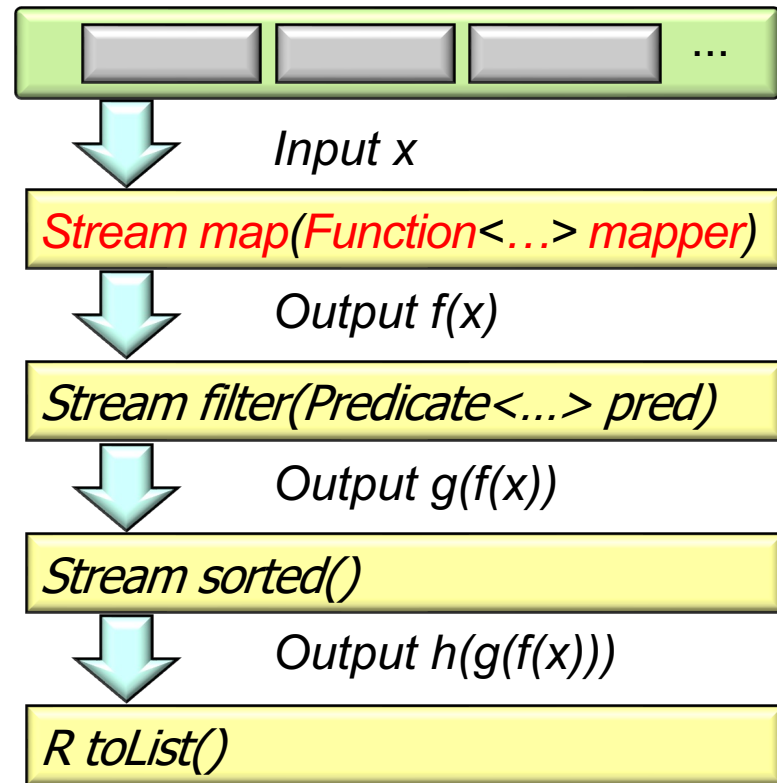 ...
Input x
Stream map(Function<…> mapper)
Output f(x)
Stream filter(Predicate<...> pred)
Output g(f(x))
Stream sorted()
Output h(g(f(x)))
R toList()